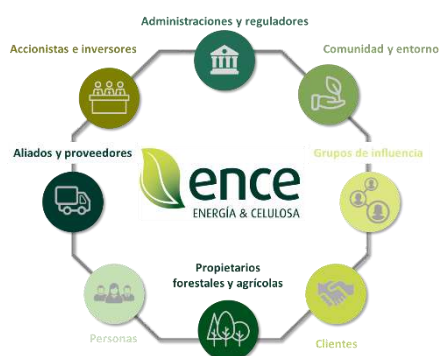 Administraciones y reguladores
Accionistas e inversores
Comunidad y entorno
Aliados y proveedores
Grupos de influencia
ence
ENERGÍA & CELULOSA
Propietarios
forestales y agrícolas
Personas
Clientes